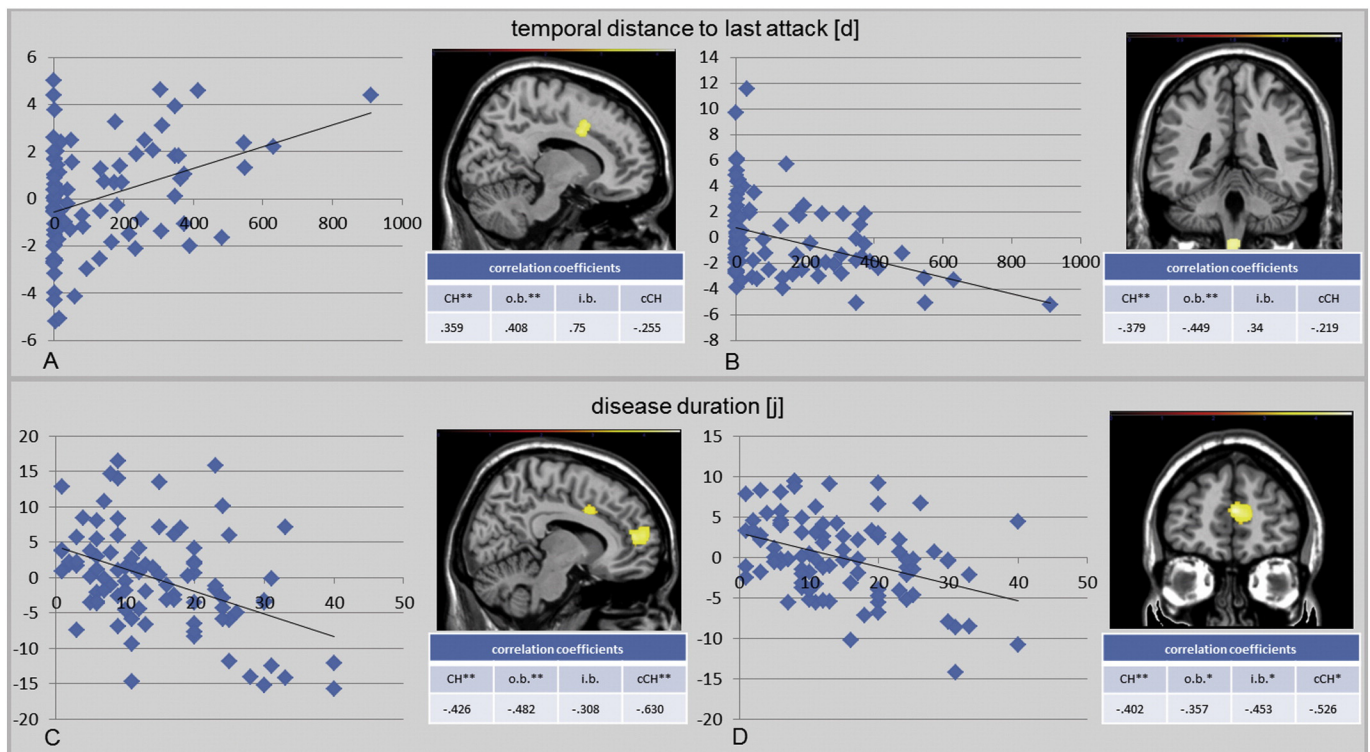 temporal distance to last attack [d]
6
4
2
0
-2
-4
-6
0 200 400 600 800 1000
A
correlation coefficients
CH** o.b.** i.b. cCH
.359 .408 .75 -.255
14
12
10
8
6
4
2
0
-2
-4
-6
-8
0 200 400 600 800 1000
B
correlation coefficients
CH** o.b.** i.b. cCH
-.379 -.449 .34 -.219
disease duration [j]
20
15
10
5
0
-5
-10
-15
-20
0 10 20 30 40 50
C
correlation coefficients
CH** o.b.** i.b. cCH**
-.426 -.482 -.308 -.630
15
10
5
0
-5
-10
-15
-20
0 10 20 30 40 50
D
correlation coefficients
CH** o.b.* i.b.* cCH*
-.402 -.357 -.453 -.526